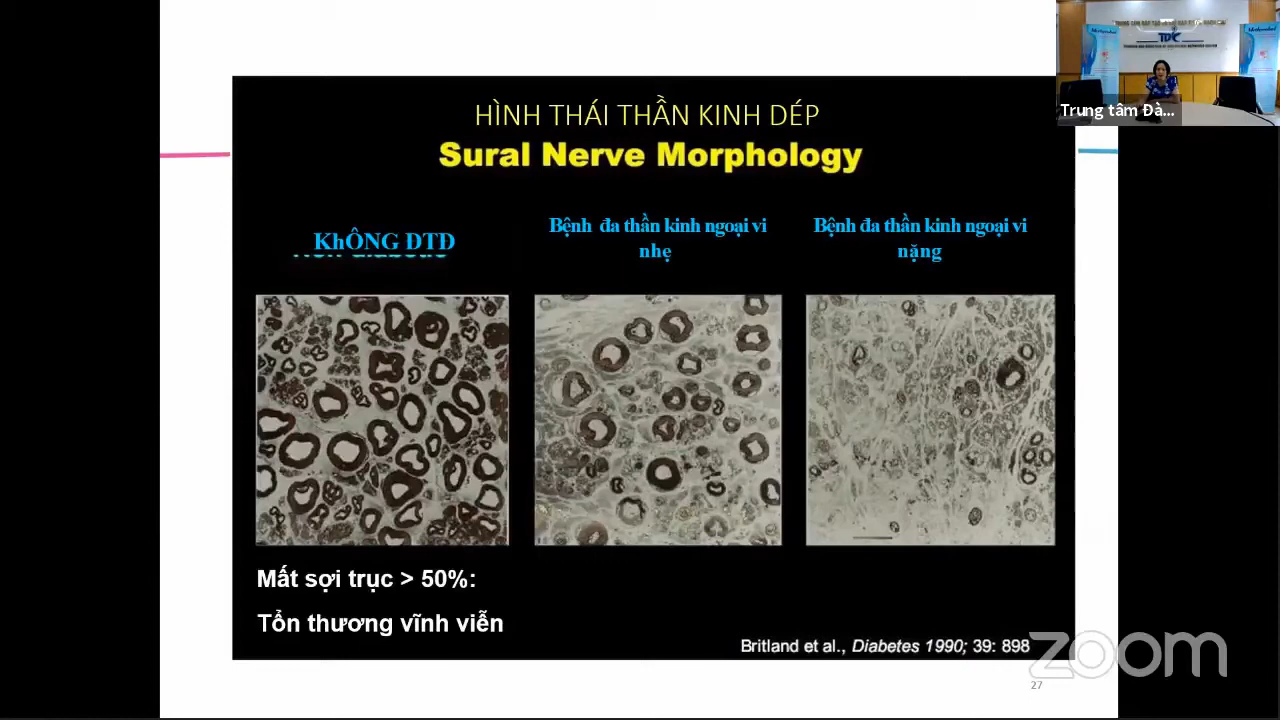 HÌNH THÁI THẦN KINH DÉP
Sural Nerve Morphology
KhÔNG ĐTĐ
Bệnh đa thần kinh ngoại vi
nhẹ
Bệnh đa thần kinh ngoại vi
nặng
Mất sợi trục > 50%:
Tổn thương vĩnh viễn
Britland et al., Diabetes 1990; 39: 898
27
zoom
TDC
Trung tâm Đà...